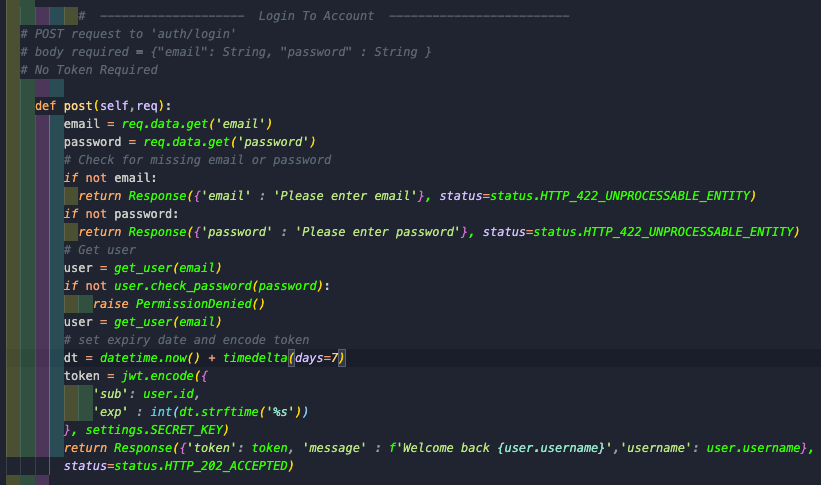 # -------------------- Login To Account -------------------------
# POST request to 'auth/login'
# body required = {"email": String, "password" : String }
# No Token Required
def post(self,req):
email = req.data.get('email')
password = req.data.get('password')
# Check for missing email or password
if not email:
return Response({'email' : 'Please enter email'}, status=status.HTTP_422_UNPROCESSABLE_ENTITY)
if not password:
return Response({'password' : 'Please enter password'}, status=status.HTTP_422_UNPROCESSABLE_ENTITY)
# Get user
user = get_user(email)
if not user.check_password(password):
raise PermissionDenied()
user = get_user(email)
# set expiry date and encode token
dt = datetime.now() + timedelta(days=7)
token = jwt.encode({
'sub': user.id,
'exp' : int(dt.strftime('%s'))
}, settings.SECRET_KEY)
return Response({'token': token, 'message' : f'Welcome back {user.username}','username': user.username},
status=status.HTTP_202_ACCEPTED)